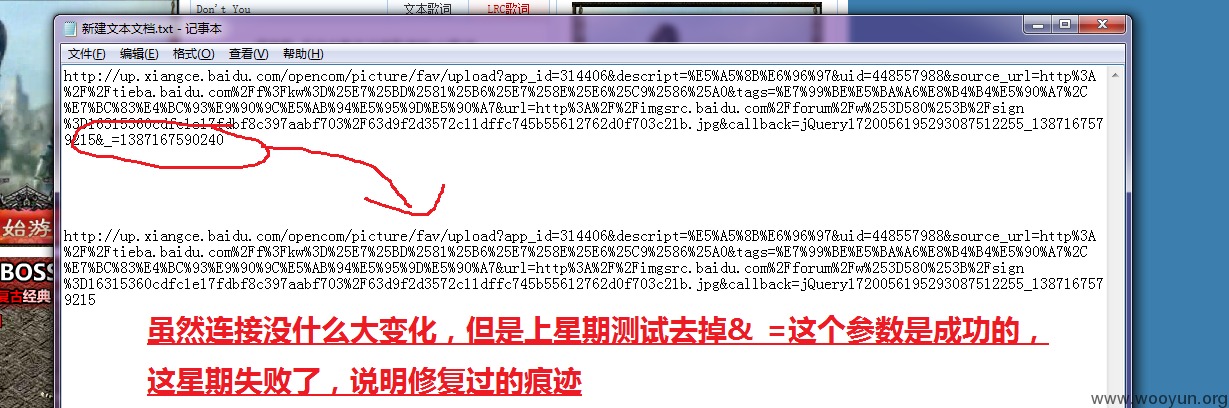 Don't You
文本歌词
LRC歌词
新建文本文档.txt - 记事本
文件(F) 编辑(E) 格式(O) 查看(V) 帮助(H)
http://up.xiangce.baidu.com/opencom/picture/fav/upload?app_id=314406&descript=%E5%A5%8B%E6%96%97&uid=448557988&source_url=http%3A
%2F%2Ftieba.baidu.com%2Ff%3Fkw%3D%25E7%25BD%2581%25B6%25E7%258E%25E6%25C9%2586%25A0&tags=%E7%99%BE%E5%BA%A6%E8%B4%B4%E5%90%A7%2C
%E7%BC%83%E4%BC%93%E9%90%9C%E5%AB%94%E5%95%9D%E5%90%A7&url=http%3A%2F%2Fimgsrc.baidu.com%2Fforum%2Fw%253D580%253B%2Fsign
%3D16315360cdfc1e17fdbf8c397aabf703%2F63d9f2d3572c11dffc745b55612762d0f703c21b.jpg&callback=jQuery1720056195293087512255_138716757
9215&_=1387167590240
http://up.xiangce.baidu.com/opencom/picture/fav/upload?app_id=314406&descript=%E5%A5%8B%E6%96%97&uid=448557988&source_url=http%3A
%2F%2Ftieba.baidu.com%2Ff%3Fkw%3D%25E7%25BD%2581%25B6%25E7%258E%25E6%25C9%2586%25A0&tags=%E7%99%BE%E5%BA%A6%E8%B4%B4%E5%90%A7%2C
%E7%BC%83%E4%BC%93%E9%90%9C%E5%AB%94%E5%95%9D%E5%90%A7&url=http%3A%2F%2Fimgsrc.baidu.com%2Fforum%2Fw%253D580%253B%2Fsign
%3D16315360cdfc1e17fdbf8c397aabf703%2F63d9f2d3572c11dffc745b55612762d0f703c21b.jpg&callback=jQuery1720056195293087512255_138716757
9215
始游
BOSS
复古经典
虽然连接没什么大变化，但是上星期测试去掉&_=这个参数是成功的，
这星期失败了，说明修复过的痕迹
www.wooyun.org